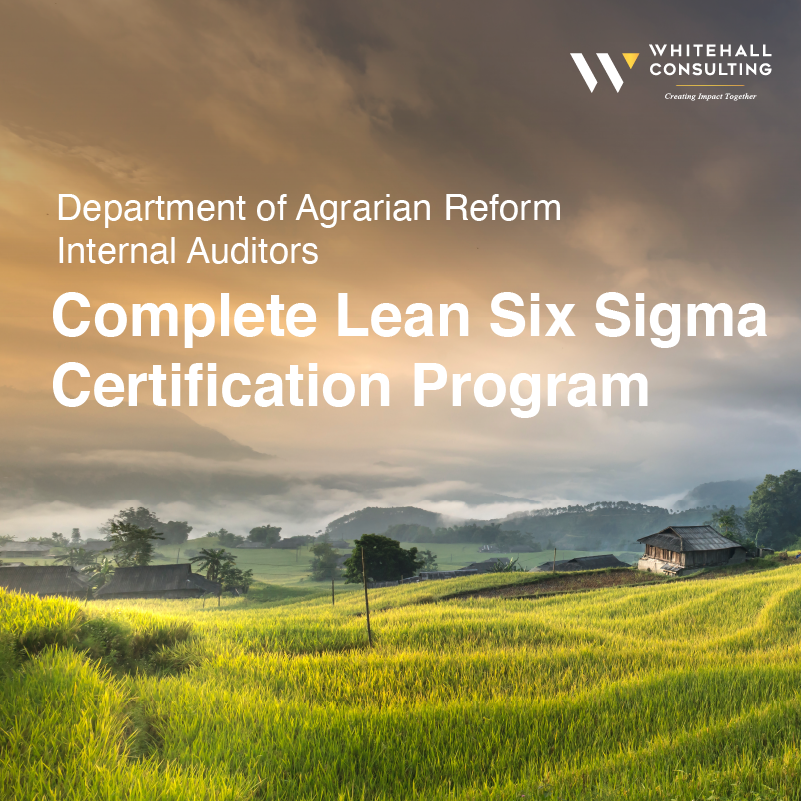 WHITEHALL
CONSULTING
Creating Impact Together
Department of Agrarian Reform
Internal Auditors
Complete Lean Six Sigma
Certification Program